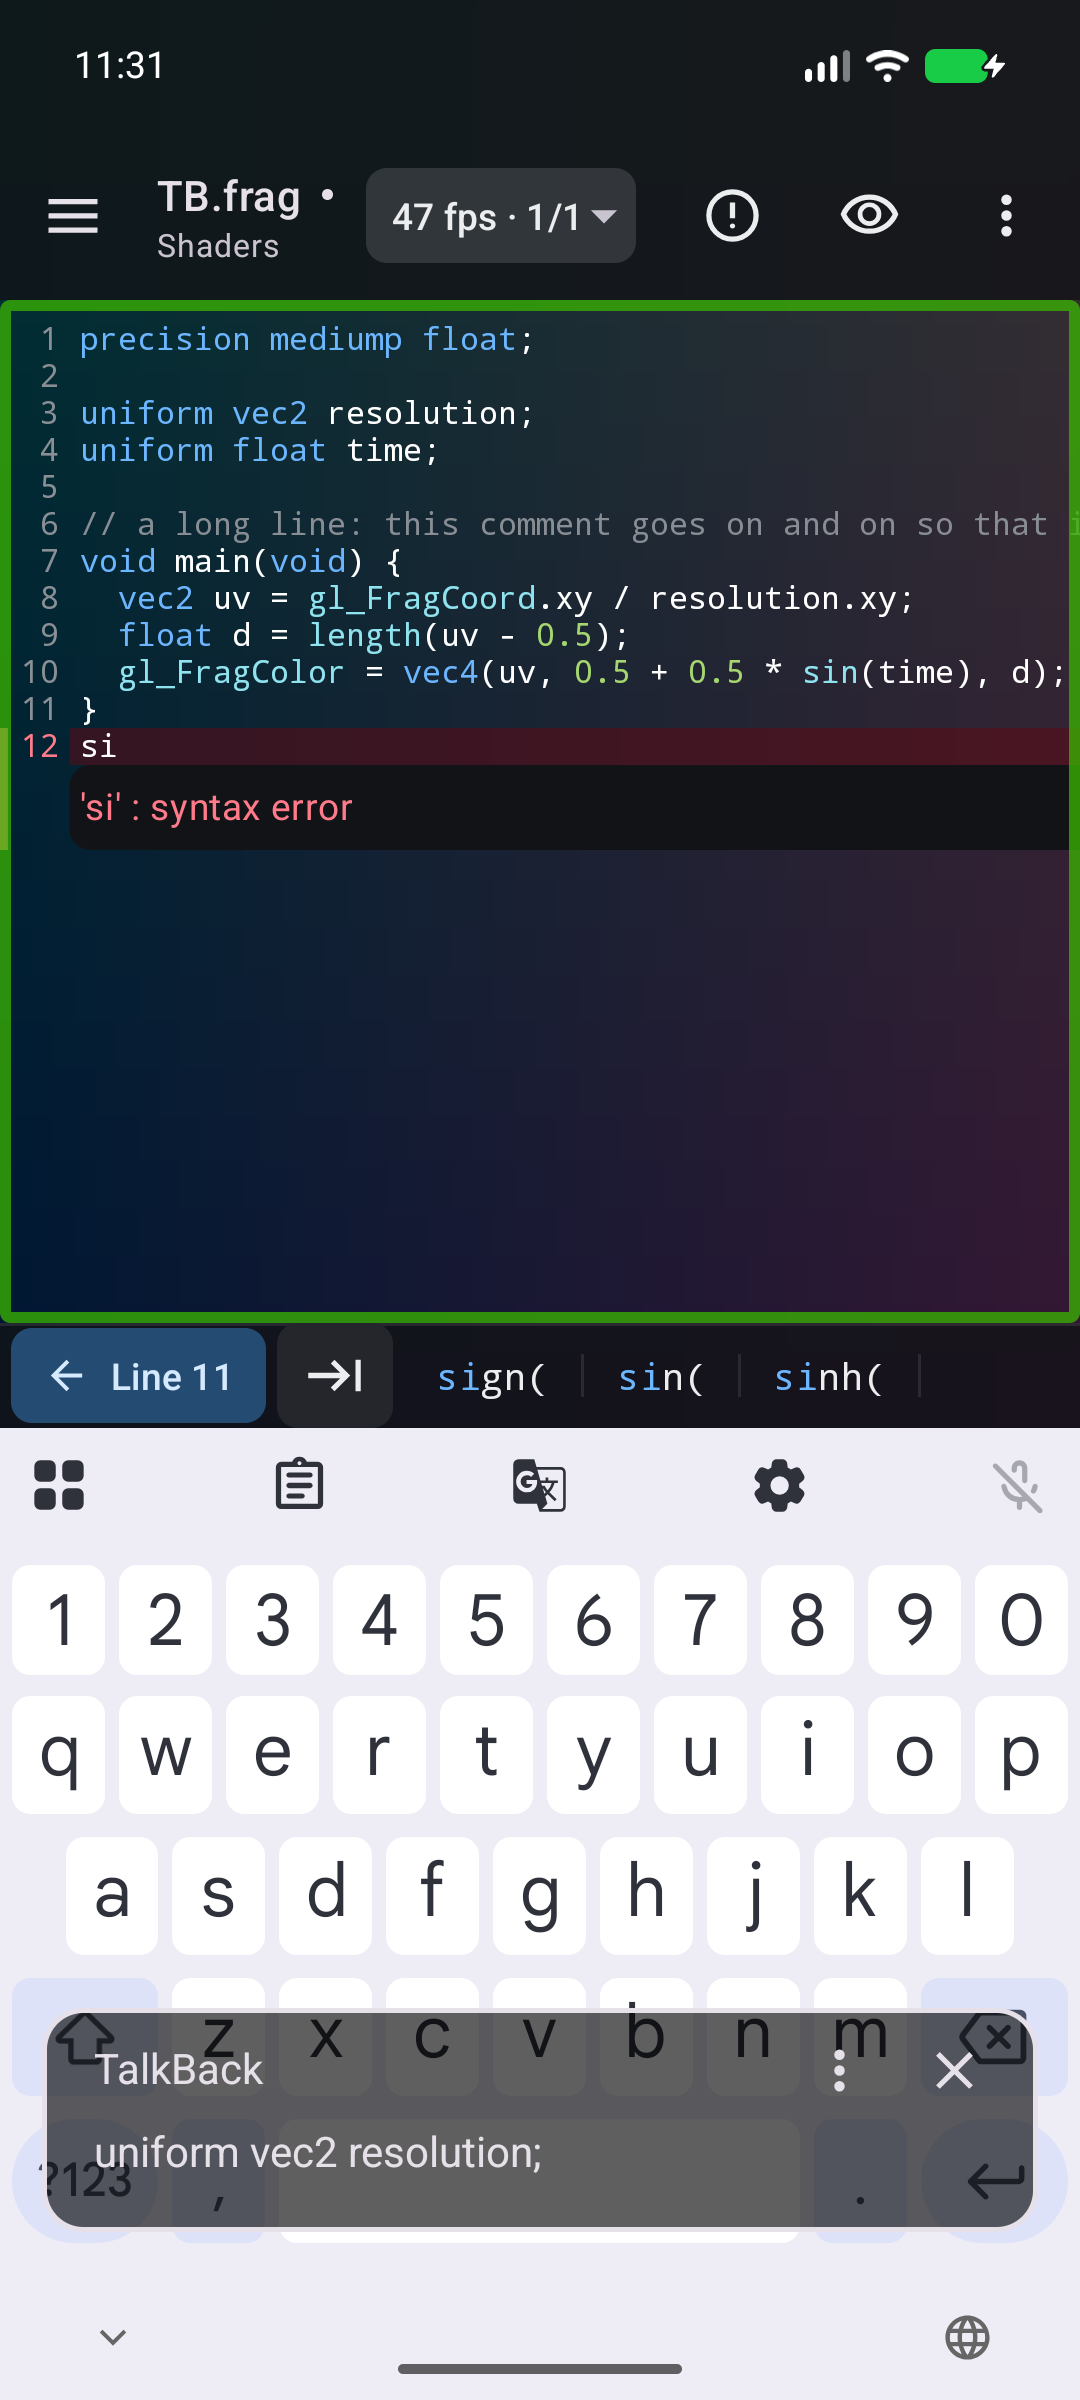 11:31
TB.frag •
Shaders
47 fps · 1/1
1 precision mediump float;
2
3 uniform vec2 resolution;
4 uniform float time;
5
6 // a long line: this comment goes on and on so that i
7 void main(void) {
8   vec2 uv = gl_FragCoord.xy / resolution.xy;
9   float d = length(uv - 0.5);
10   gl_FragColor = vec4(uv, 0.5 + 0.5 * sin(time), d);
11 }
12 si
'si' : syntax error
← Line 11 sign( sin( sinh(
1 2 3 4 5 6 7 8 9 0
q w e r t y u i o p
a s d f g h j k l
z x c v b n m
TalkBack
uniform vec2 resolution;
?123 , .